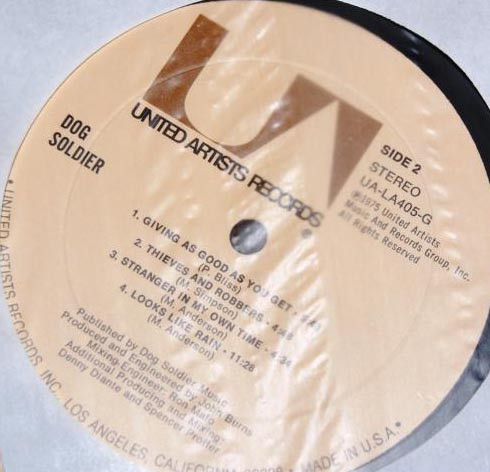 UNITED ARTISTS RECORDS
DOG
SOLDIER
SIDE 2
STEREO
UA-LA405-G
℗1975 United Artists
Music And Records Group, Inc.
All Rights Reserved
1. GIVING AS GOOD AS YOU GET ·
(P. Bliss)
2. THIEVES AND ROBBERS · 4:49
(M. Simpson)
3. STRANGER IN MY OWN TIME · 4:34
(M. Anderson)
4. LOOKS LIKE RAIN · 11:28
(M. Anderson)
Published by Dog Soldier Music
Produced and Engineered by John Burns
Mixing Engineer: Ron Malo
Additional Producing and Mixing:
Denny Diante and Spencer Proffer
UNITED ARTISTS RECORDS, INC. LOS ANGELES, CALIFORNIA • MADE IN U.S.A. •